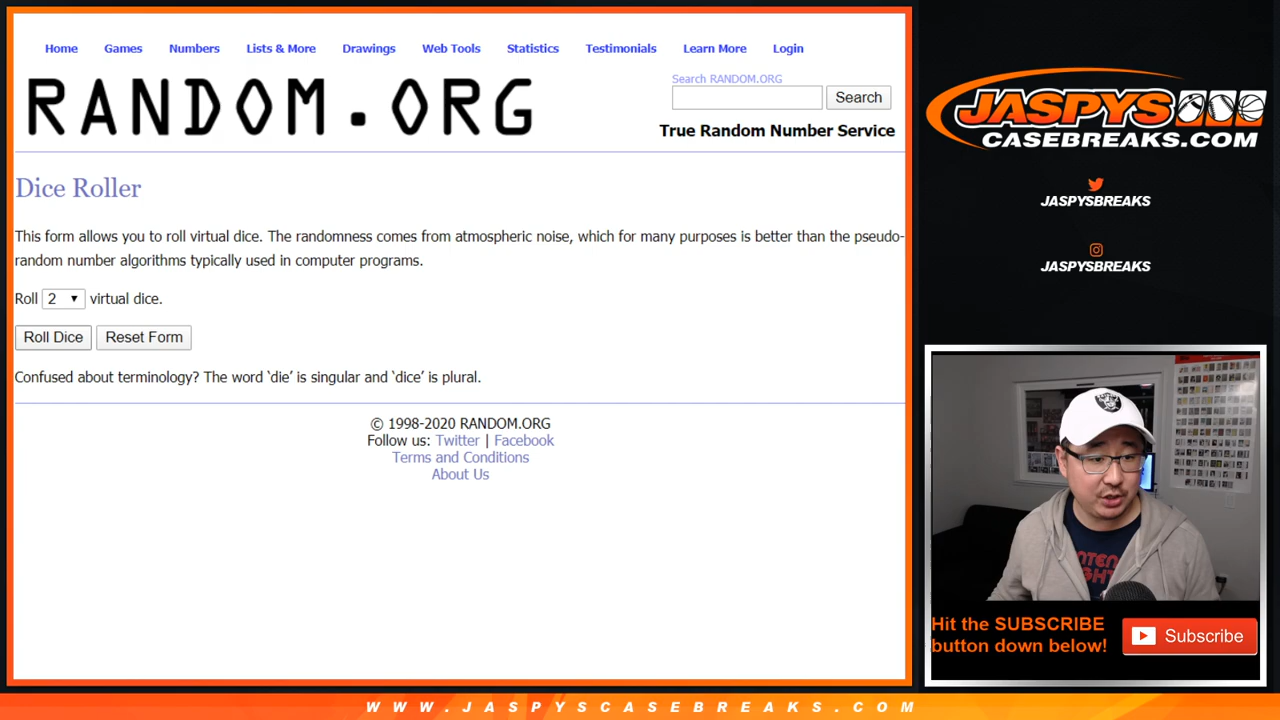 Home Games Numbers Lists & More Drawings Web Tools Statistics Testimonials Learn More Login
RANDOM.ORG
Search RANDOM.ORG
Search
True Random Number Service
Dice Roller
This form allows you to roll virtual dice. The randomness comes from atmospheric noise, which for many purposes is better than the pseudo-
random number algorithms typically used in computer programs.
Roll 2 virtual dice.
Roll Dice Reset Form
Confused about terminology? The word ‘die’ is singular and ‘dice’ is plural.
© 1998-2020 RANDOM.ORG
Follow us: Twitter | Facebook
Terms and Conditions
About Us
JASPYS
CASEBREAKS.COM
JASPYSBREAKS
JASPYSBREAKS
Hit the SUBSCRIBE
button down below!
Subscribe
WWW.JASPYSCASEBREAKS.COM